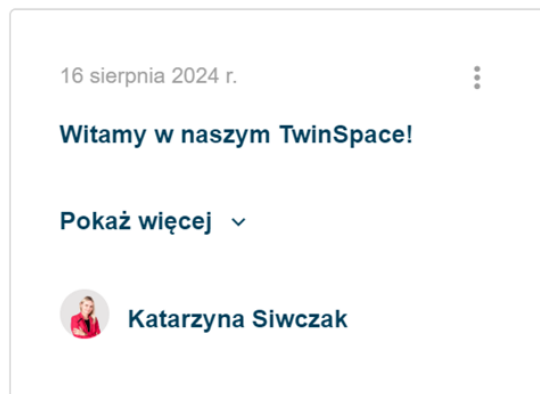 16 sierpnia 2024 r.
Witamy w naszym TwinSpace!
Pokaż więcej
Katarzyna Siwczak